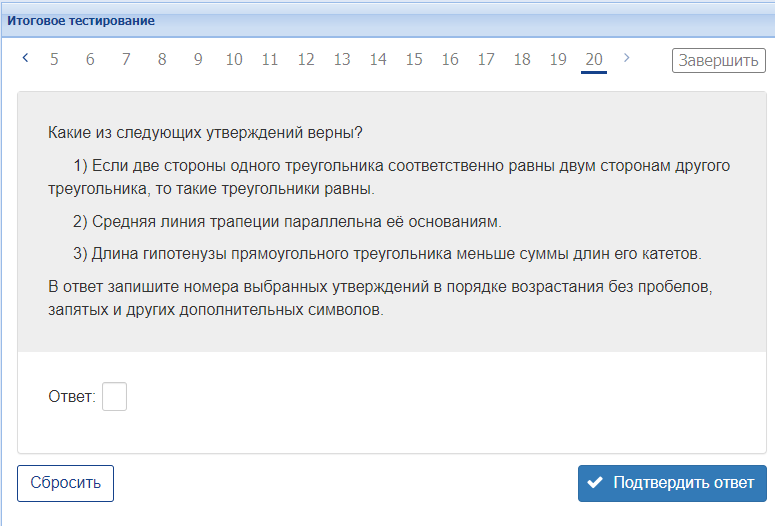 Итоговое тестирование
5 6 7 8 9 10 11 12 13 14 15 16 17 18 19 20 Завершить
Какие из следующих утверждений верны?
1) Если две стороны одного треугольника соответственно равны двум сторонам другого
треугольника, то такие треугольники равны.
2) Средняя линия трапеции параллельна её основаниям.
3) Длина гипотенузы прямоугольного треугольника меньше суммы длин его катетов.
В ответ запишите номера выбранных утверждений в порядке возрастания без пробелов,
запятых и других дополнительных символов.
Ответ:
Сбросить Подтвердить ответ